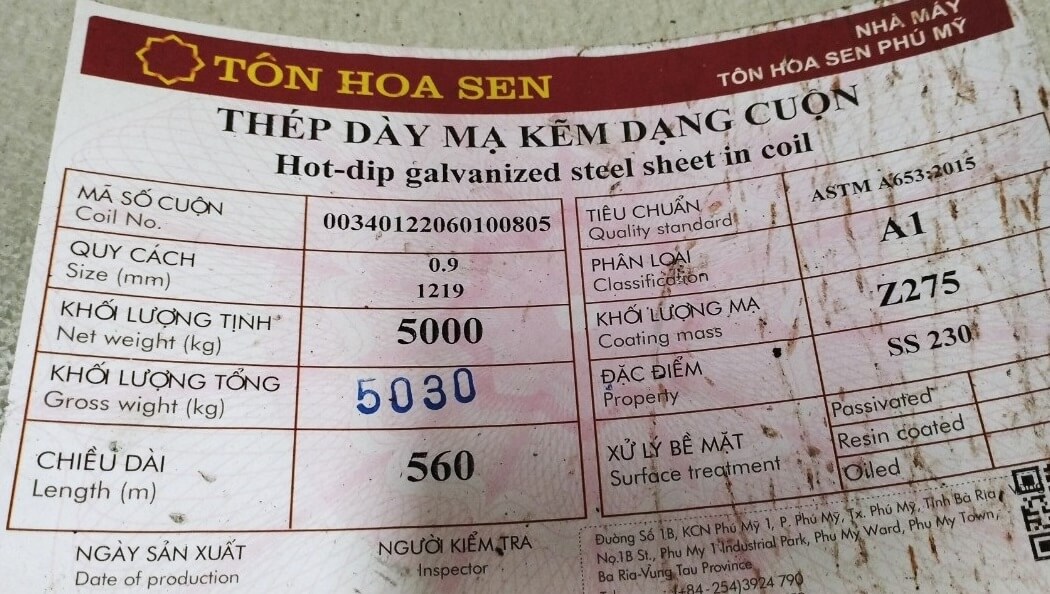 TÔN HOA SEN
NHÀ MÁY
TÔN HOA SEN PHÚ MỸ
THÉP DÀY MẠ KẼM DẠNG CUỘN
Hot-dip galvanized steel sheet in coil
MÃ SỐ CUỘN
Coil No.
00340122060100805
QUY CÁCH
Size (mm)
0.9
1219
KHỐI LƯỢNG TỊNH
Net weight (kg)
5000
KHỐI LƯỢNG TỔNG
Gross wight (kg)
5030
CHIỀU DÀI
Length (m)
560
TIÊU CHUẨN
Quality standard
ASTM A653:2015
PHÂN LOẠI
Classification
A1
KHỐI LƯỢNG MẠ
Coating mass
Z275
ĐẶC ĐIỂM
Property
SS 230
XỬ LÝ BỀ MẶT
Surface treatment
Passivated
Resin coated
Oiled
NGÀY SẢN XUẤT
Date of production
NGƯỜI KIỂM TRA
Inspector
Đường Số 1B, KCN Phú Mỹ 1, P. Phú Mỹ, Tx. Phú Mỹ, Tỉnh Bà Rịa
No.1B St., Phu My 1 Industrial Park, Phu My Ward, Phu My Town,
Ba Ria-Vung Tau Province
(+84-254)3924 790